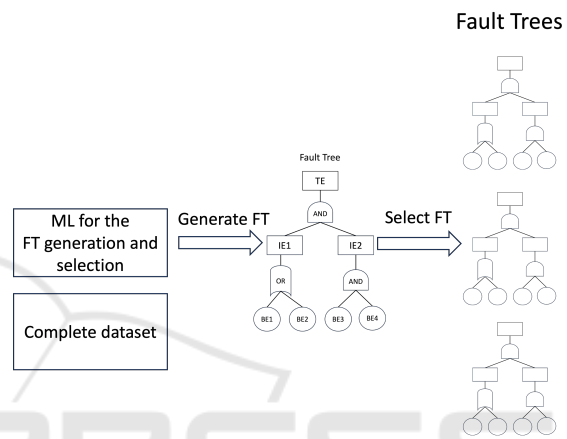 Fault Trees
Fault Tree
TE
AND
ML for the
FT generation and
selection
Generate FT
Select FT
IE1
IE2
OR
AND
Complete dataset
BE1
BE2
BE3
BE4